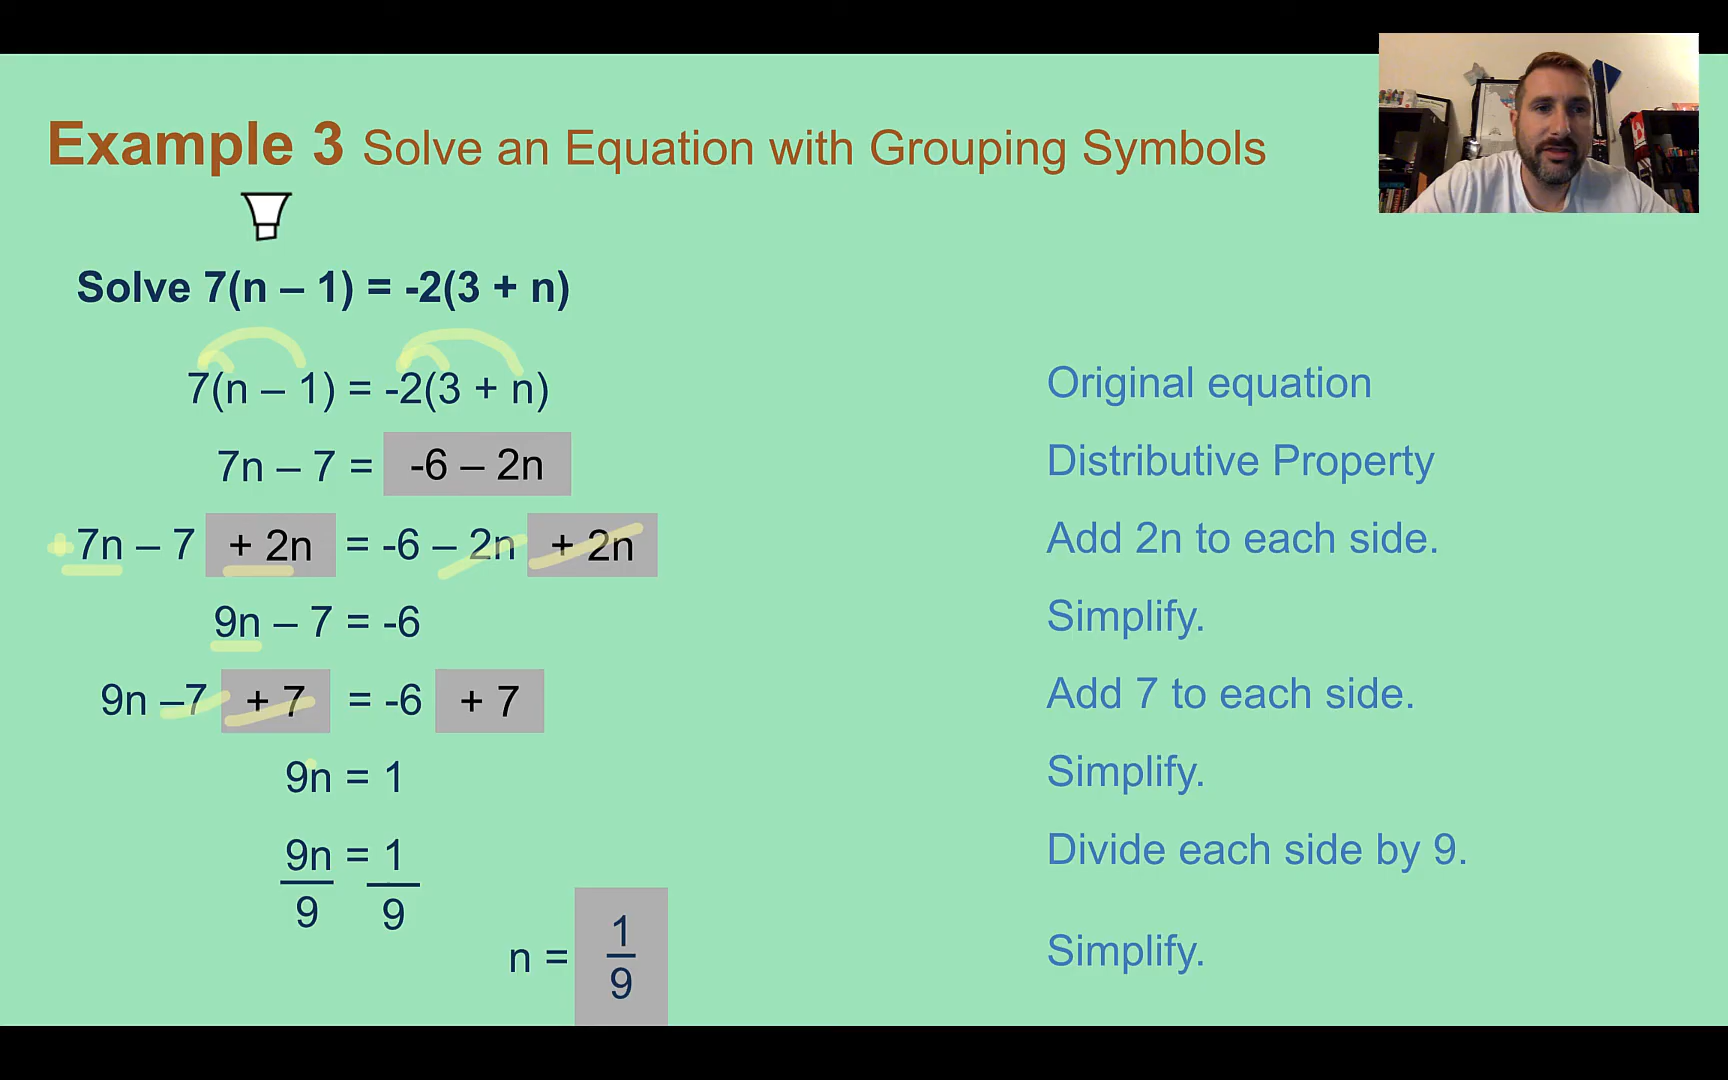 Example 3 Solve an Equation with Grouping Symbols
Solve 7(n – 1) = -2(3 + n)
7(n – 1) = -2(3 + n) Original equation
7n – 7 = -6 – 2n Distributive Property
+ 7n – 7 + 2n = -6 – 2n + 2n Add 2n to each side.
9n – 7 = -6 Simplify.
9n –7 + 7 = -6 + 7 Add 7 to each side.
9n = 1 Simplify.
9n = 1 Divide each side by 9.
9 9
n = 1/9 Simplify.